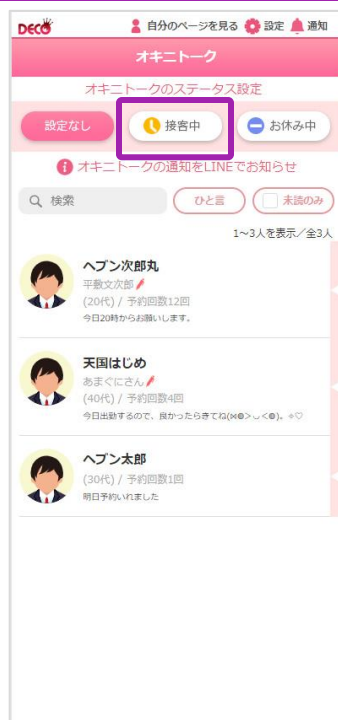 DECO 自分のページを見る 設定 通知
オキニトーク
オキニトークのステータス設定
設定なし 接客中 お休み中
オキニトークの通知をLINEでお知らせ
検索 ひと言 未読のみ
1〜3人を表示／全3人
ヘブン次郎丸
平敷文次郎
(20代) / 予約回数12回
今日20時からお願いします。
天国はじめ
あまぐにさん
(40代) / 予約回数4回
今日出勤するので、良かったらきてね
ヘブン太郎
(30代) / 予約回数1回
明日予約いれました